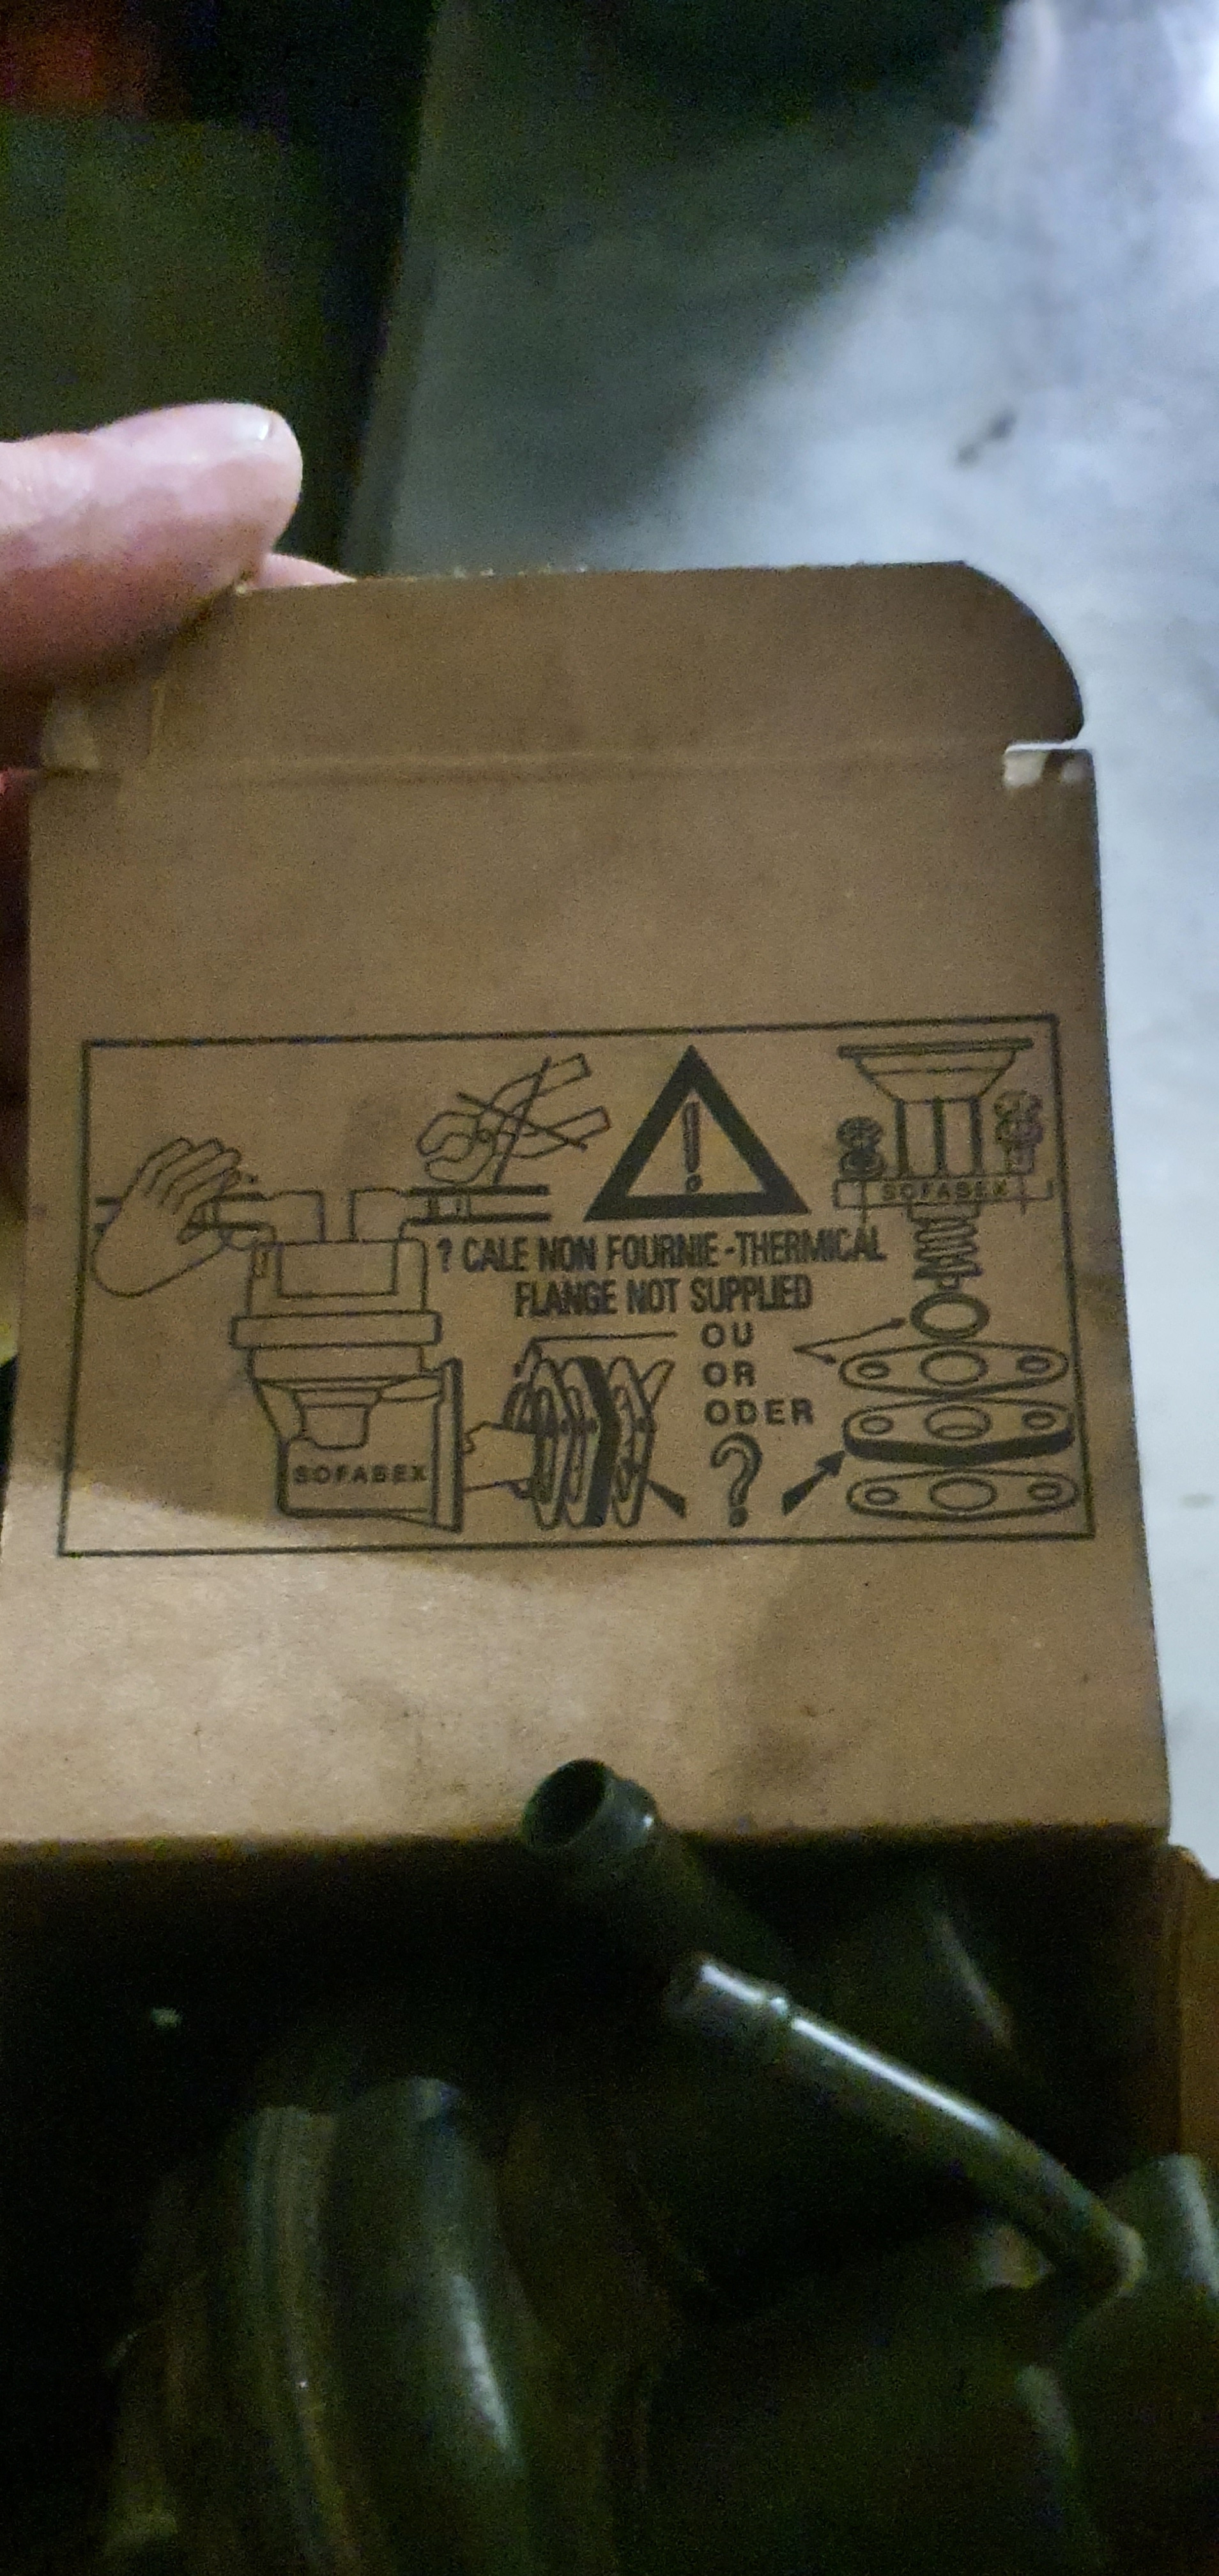 SOFABEX
? CALE NON FOURNIE -THERMICAL
FLANGE NOT SUPPLIED
OU
OR
ODER
?
SOFABEX